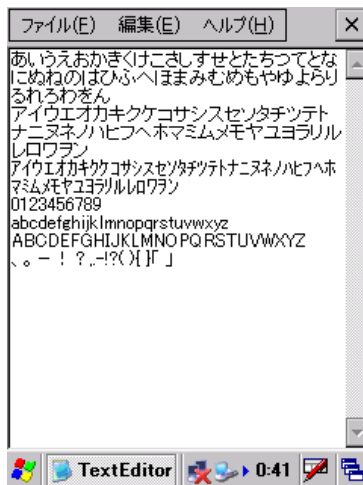 ファイル(F) 編集(E) ヘルプ(H) ×
あいうえおかきくけこさしすせとたちつてとな
にぬねのはひふへほまみむめもやゆよらり
るれろわをん
アイウエオカキクケコサシスセソタチツテト
ナニヌネノハヒフヘホマミムメモヤユヨラリル
レロワヲン
アイウエオカキクケコサシスセソタチツテトナニヌネノハヒフヘホ
マミムメモヤユヨラリルレロワヲン
0123456789
abcdefghijklmnopqrstuvwxyz
ABCDEFGHIJKLMNOPQRSTUVWXYZ
、。ー！？,.-!?(){}「」
TextEditor 0:41